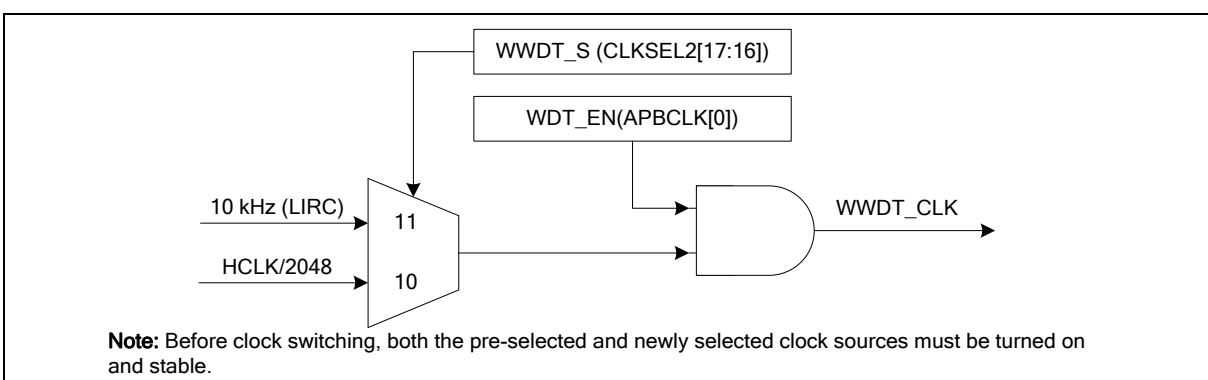 WWDT_S (CLKSEL2[17:16])
WDT_EN(APBCLK[0])
10 kHz (LIRC)
11
WWDT_CLK
HCLK/2048
10
Note: Before clock switching, both the pre-selected and newly selected clock sources must be turned on
and stable.